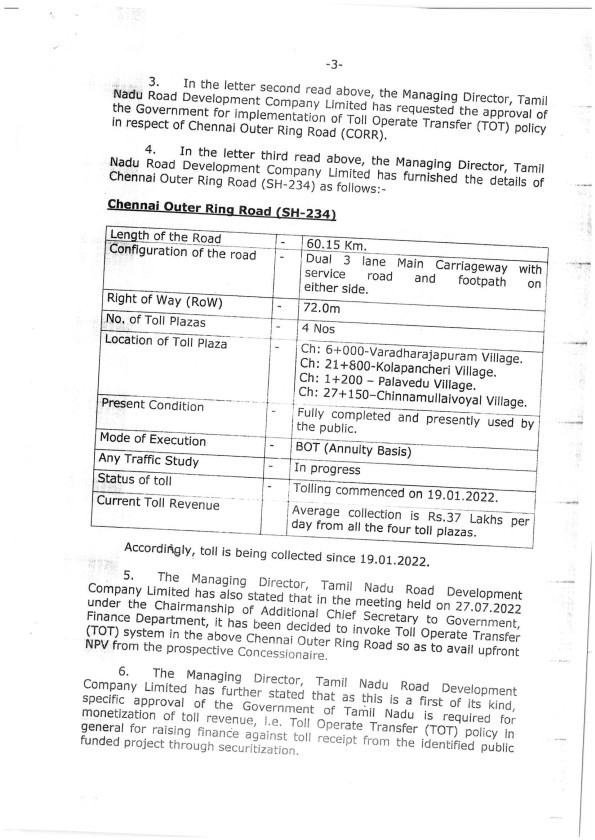 -3-
3. In the letter second read above, the Managing Director, Tamil
Nadu Road Development Company Limited has requested the approval of
the Government for implementation of Toll Operate Transfer (TOT) policy
in respect of Chennai Outer Ring Road (CORR).
4. In the letter third read above, the Managing Director, Tamil
Nadu Road Development Company Limited has furnished the details of
Chennai Outer Ring Road (SH-234) as follows:-
Chennai Outer Ring Road (SH-234)
Length of the Road - 60.15 Km.
Configuration of the road - Dual 3 lane Main Carriageway with
service road and footpath on
either side.
Right of Way (RoW) - 72.0m
No. of Toll Plazas - 4 Nos
Location of Toll Plaza - Ch: 6+000-Varadharajapuram Village.
Ch: 21+800-Kolapancheri Village.
Ch: 1+200 – Palavedu Village.
Ch: 27+150–Chinnamullaivoyal Village.
Present Condition - Fully completed and presently used by
the public.
Mode of Execution - BOT (Annuity Basis)
Any Traffic Study - In progress
Status of toll - Tolling commenced on 19.01.2022.
Current Toll Revenue Average collection is Rs.37 Lakhs per
day from all the four toll plazas.
Accordingly, toll is being collected since 19.01.2022.
5. The Managing Director, Tamil Nadu Road Development
Company Limited has also stated that in the meeting held on 27.07.2022
under the Chairmanship of Additional Chief Secretary to Government,
Finance Department, it has been decided to invoke Toll Operate Transfer
(TOT) system in the above Chennai Outer Ring Road so as to avail upfront
NPV from the prospective Concessionaire.
6. The Managing Director, Tamil Nadu Road Development
Company Limited has further stated that as this is a first of its kind,
specific approval of the Government of Tamil Nadu is required for
monetization of toll revenue, i.e. Toll Operate Transfer (TOT) policy in
general for raising finance against toll receipt from the identified public
funded project through securitization.